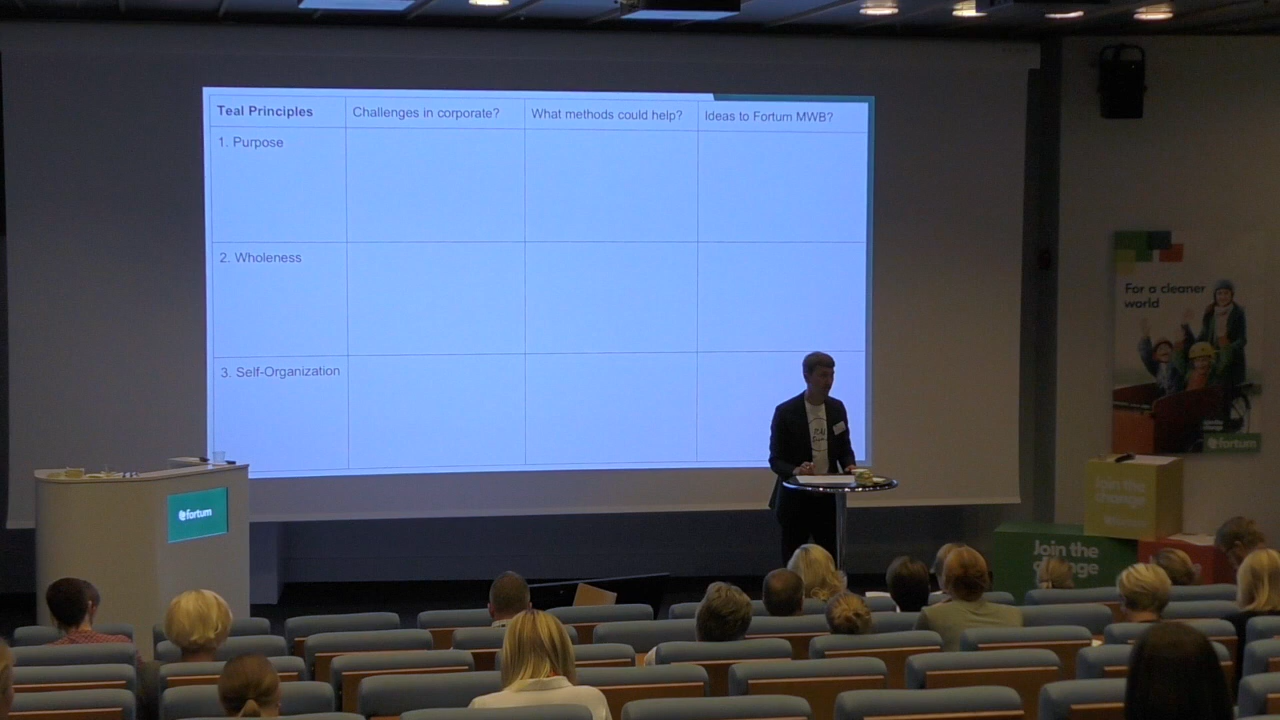 Teal Principles
Challenges in corporate?
What methods could help?
Ideas to Fortum MWB?
1. Purpose
2. Wholeness
3. Self-Organization
For a cleaner
world
fortum
fortum
Join the
change
Join the
change